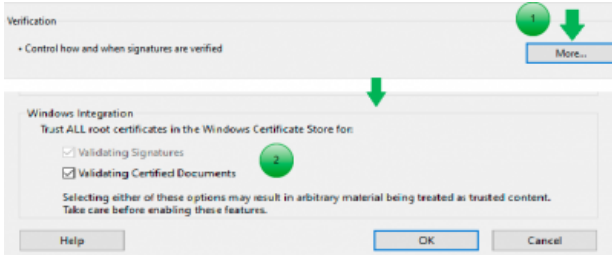 Verification
1
• Control how and when signatures are verified
More...
Windows Integration
Trust ALL root certificates in the Windows Certificate Store for:
Validating Signatures
2
Validating Certified Documents
Selecting either of these options may result in arbitrary material being treated as trusted content.
Take care before enabling these features.
Help
OK
Cancel